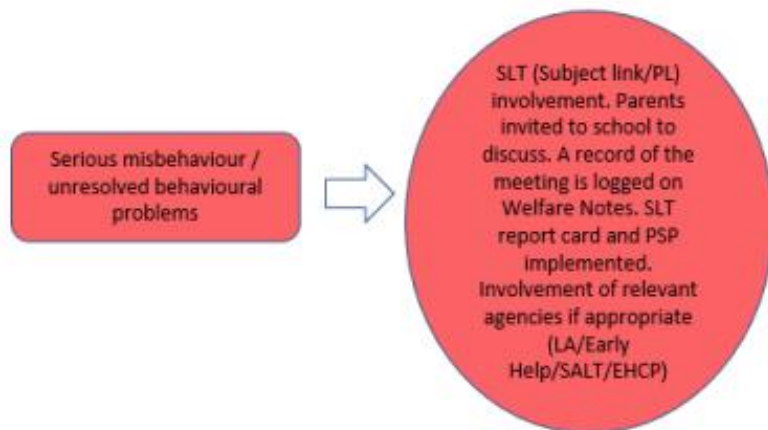 Serious misbehaviour /
unresolved behavioural
problems
SLT (Subject link/PL)
involvement. Parents
invited to school to
discuss. A record of the
meeting is logged on
Welfare Notes. SLT
report card and PSP
implemented.
Involvement of relevant
agencies if appropriate
(LA/Early
Help/SALT/EHCP)